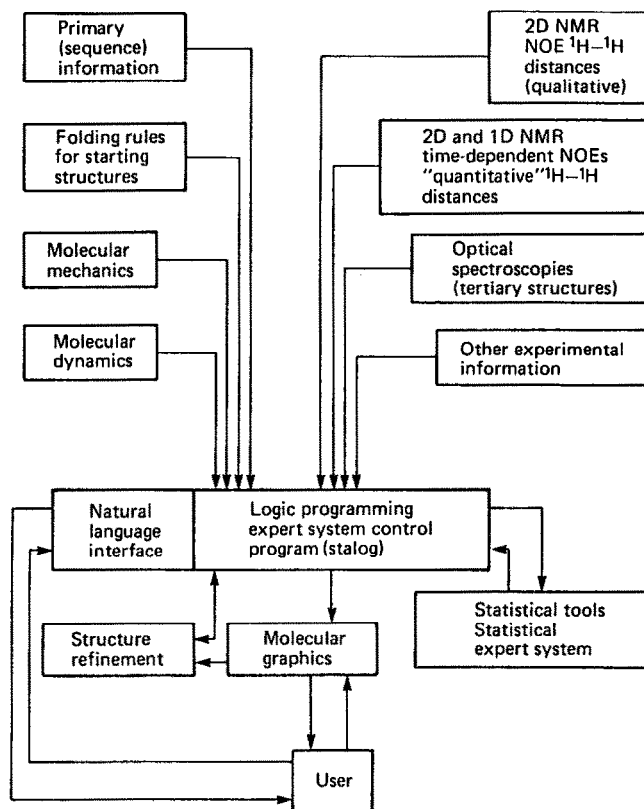 Primary
(sequence)
information
Folding rules
for starting
structures
Molecular
mechanics
Molecular
dynamics
2D NMR
NOE ¹H–¹H
distances
(qualitative)
2D and 1D NMR
time-dependent NOEs
"quantitative" ¹H–¹H
distances
Optical
spectroscopies
(tertiary structures)
Other experimental
information
Natural
language
interface
Logic programming
expert system control
program (stalog)
Structure
refinement
Molecular
graphics
Statistical tools
Statistical
expert system
User